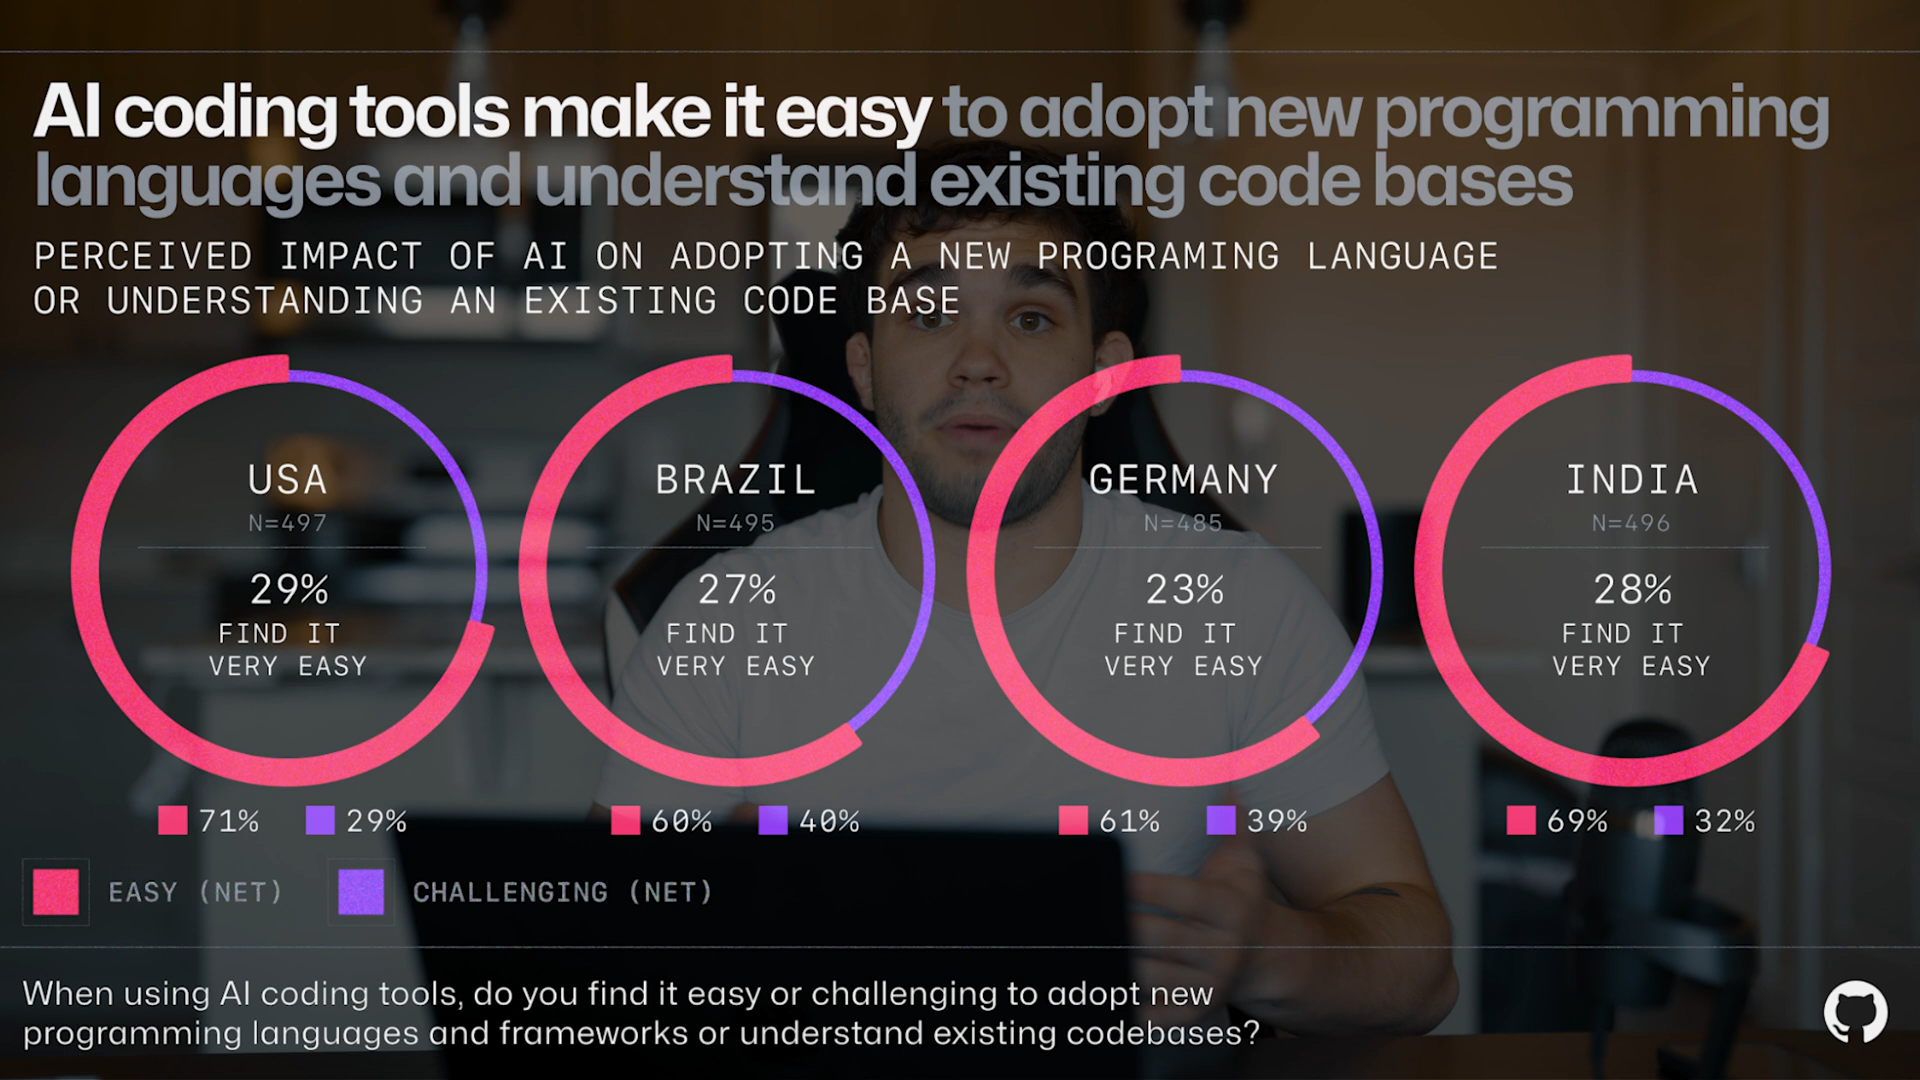 AI coding tools make it easy to adopt new programming
languages and understand existing code bases
PERCEIVED IMPACT OF AI ON ADOPTING A NEW PROGRAMING LANGUAGE
OR UNDERSTANDING AN EXISTING CODE BASE
USA
N=497
29%
FIND IT
VERY EASY
71% 29%
BRAZIL
N=495
27%
FIND IT
VERY EASY
60% 40%
GERMANY
N=485
23%
FIND IT
VERY EASY
61% 39%
INDIA
N=496
28%
FIND IT
VERY EASY
69% 32%
EASY (NET) CHALLENGING (NET)
When using AI coding tools, do you find it easy or challenging to adopt new
programming languages and frameworks or understand existing codebases?